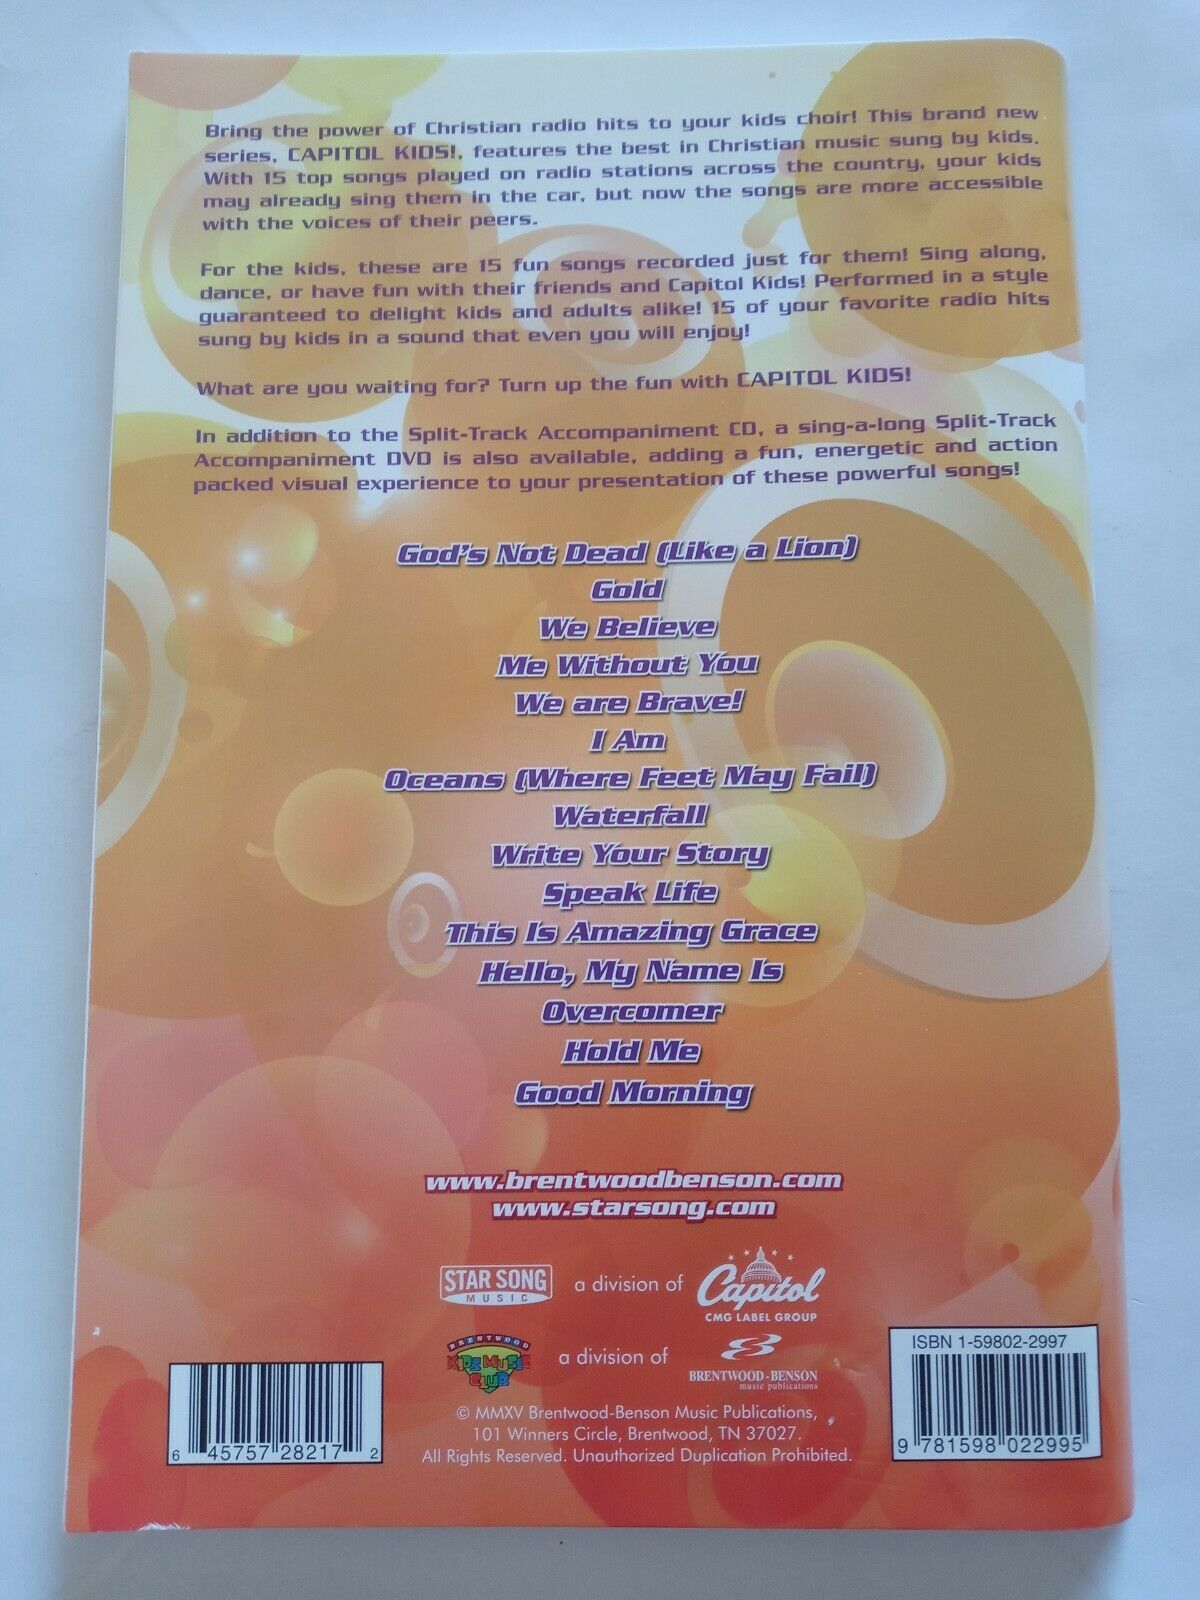 Bring the power of Christian radio hits to your kids choir! This brand new
series, CAPITOL KIDS!, features the best in Christian music sung by kids.
With 15 top songs played on radio stations across the country, your kids
may already sing them in the car, but now the songs are more accessible
with the voices of their peers.
For the kids, these are 15 fun songs recorded just for them! Sing along,
dance, or have fun with their friends and Capitol Kids! Performed in a style
guaranteed to delight kids and adults alike! 15 of your favorite radio hits
sung by kids in a sound that even you will enjoy!
What are you waiting for? Turn up the fun with CAPITOL KIDS!
In addition to the Split-Track Accompaniment CD, a sing-a-long Split-Track
Accompaniment DVD is also available, adding a fun, energetic and action
packed visual experience to your presentation of these powerful songs!
God's Not Dead (Like a Lion)
Gold
We Believe
Me Without You
We are Brave!
I Am
Oceans (Where Feet May Fail)
Waterfall
Write Your Story
Speak Life
This Is Amazing Grace
Hello, My Name Is
Overcomer
Hold Me
Good Morning
www.brentwoodbenson.com
www.starsong.com
STAR SONG
MUSIC
a division of
Capitol
CMG LABEL GROUP
BRENTWOOD
KIDS MUSIC
CLUB
a division of
BRENTWOOD-BENSON
music publications
© MMXV Brentwood-Benson Music Publications,
101 Winners Circle, Brentwood, TN 37027.
All Rights Reserved. Unauthorized Duplication Prohibited.
6 45757 28217 2
ISBN 1-59802-2997
9 781598 022995